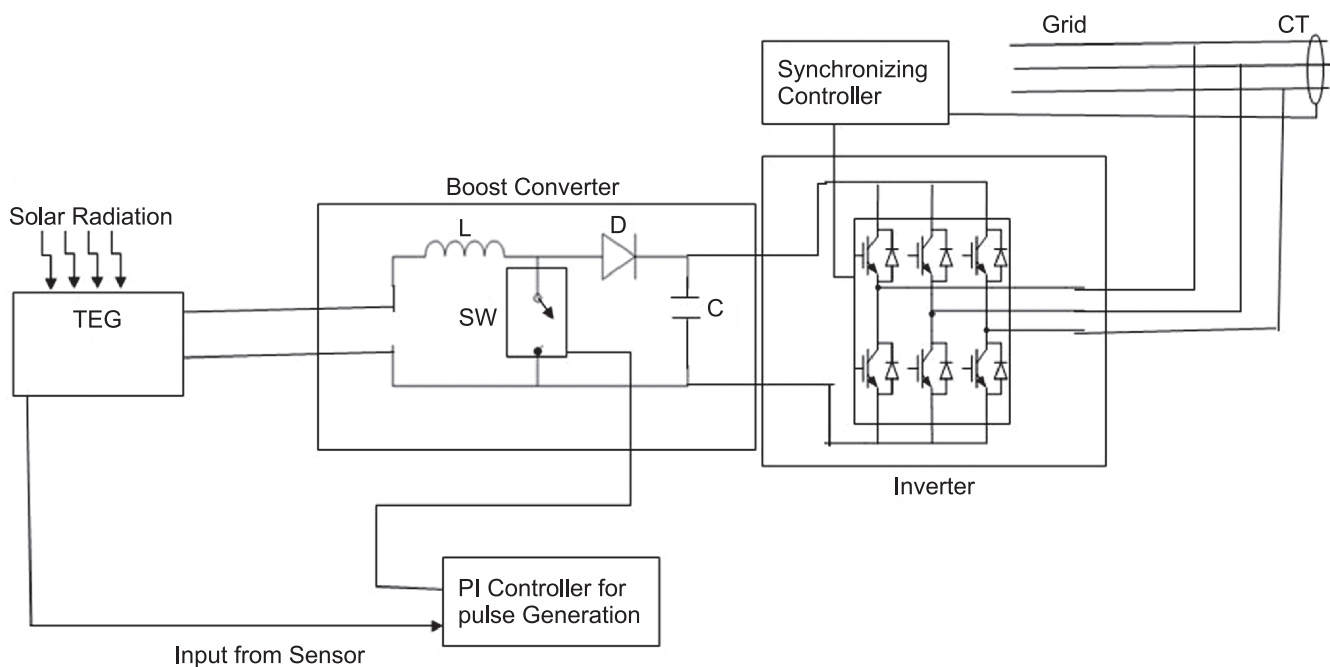 Grid
CT
Synchronizing
Controller
Boost Converter
Solar Radiation
L
D
TEG
SW
C
Inverter
PI Controller for
pulse Generation
Input from Sensor